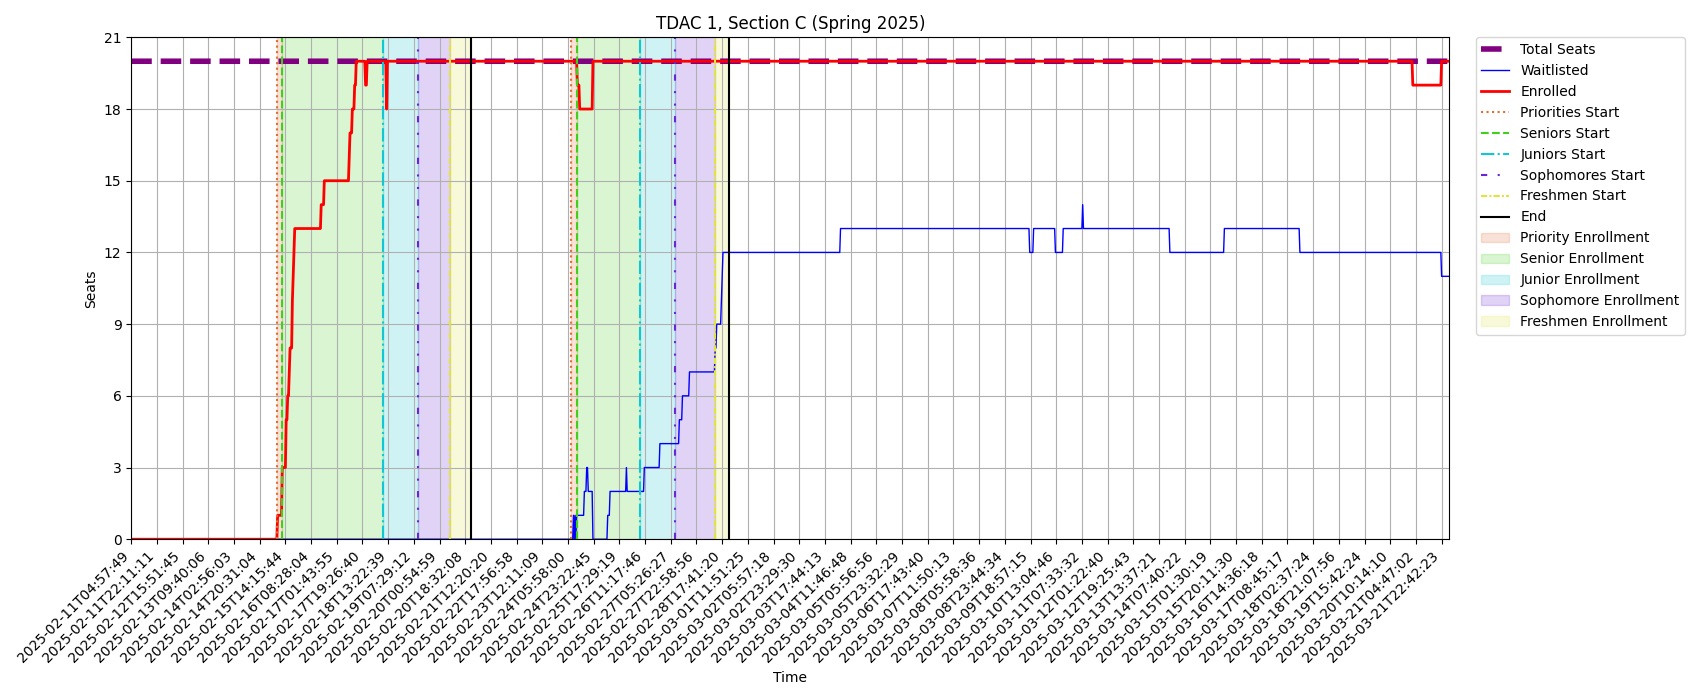 TDAC 1, Section C (Spring 2025)
21
18
15
12
9
6
3
0
Seats
2025-02-11T04:57:49
2025-02-11T22:11:11
2025-02-12T15:51:45
2025-02-13T09:40:06
2025-02-14T02:56:03
2025-02-14T20:31:04
2025-02-15T14:15:44
2025-02-16T08:28:04
2025-02-17T01:43:55
2025-02-17T19:26:40
2025-02-18T13:22:39
2025-02-19T07:29:12
2025-02-20T00:54:59
2025-02-20T18:32:08
2025-02-21T12:20:20
2025-02-22T17:56:58
2025-02-23T12:11:09
2025-02-24T05:58:00
2025-02-24T23:22:45
2025-02-25T17:29:19
2025-02-26T11:17:46
2025-02-27T05:26:27
2025-02-27T22:58:56
2025-02-28T17:41:20
2025-03-01T11:51:25
2025-03-02T05:57:18
2025-03-02T23:29:30
2025-03-03T17:44:13
2025-03-04T11:46:48
2025-03-05T05:56:56
2025-03-05T23:32:29
2025-03-06T17:43:40
2025-03-07T11:50:13
2025-03-08T05:58:36
2025-03-08T23:44:34
2025-03-09T18:57:15
2025-03-10T13:04:46
2025-03-11T07:33:32
2025-03-12T01:22:40
2025-03-12T19:25:43
2025-03-13T13:37:21
2025-03-14T07:40:22
2025-03-15T01:30:19
2025-03-15T20:11:30
2025-03-16T14:36:18
2025-03-17T08:45:17
2025-03-18T02:37:24
2025-03-18T21:07:56
2025-03-19T15:42:24
2025-03-20T10:14:10
2025-03-21T04:47:02
2025-03-21T22:42:23
Time
Total Seats
Waitlisted
Enrolled
Priorities Start
Seniors Start
Juniors Start
Sophomores Start
Freshmen Start
End
Priority Enrollment
Senior Enrollment
Junior Enrollment
Sophomore Enrollment
Freshmen Enrollment